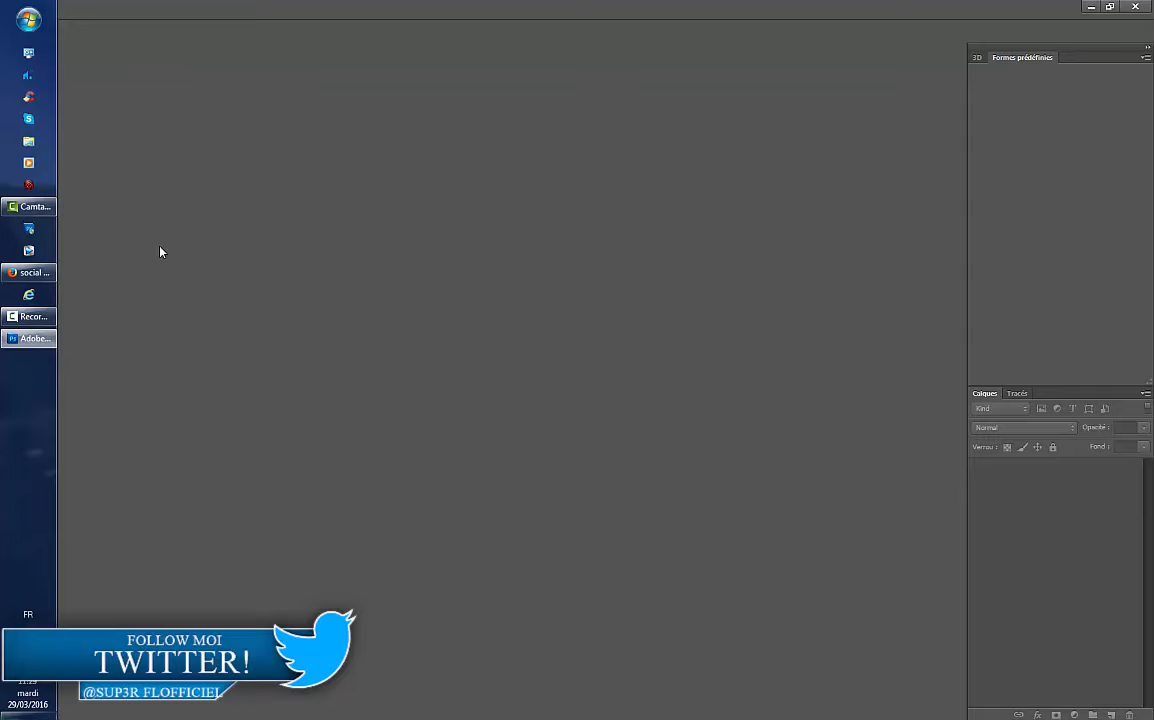 3D Formes prédéfinies
Camta...
social ...
Recor...
Adobe...
Calques Tracés
Kind
Normal Opacité :
Verrou : Fond :
FR
FOLLOW MOI
TWITTER!
@SUP3R FLOFFICIEL
mardi
29/03/2016